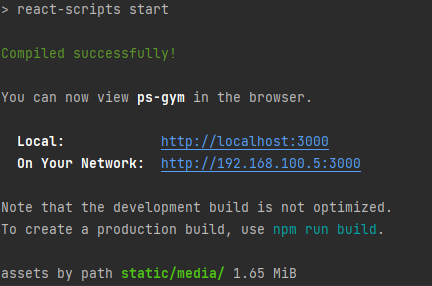 > react-scripts start
Compiled successfully!
You can now view ps-gym in the browser.
Local: http://localhost:3000
On Your Network: http://192.168.100.5:3000
Note that the development build is not optimized.
To create a production build, use npm run build.
assets by path static/media/ 1.65 MiB